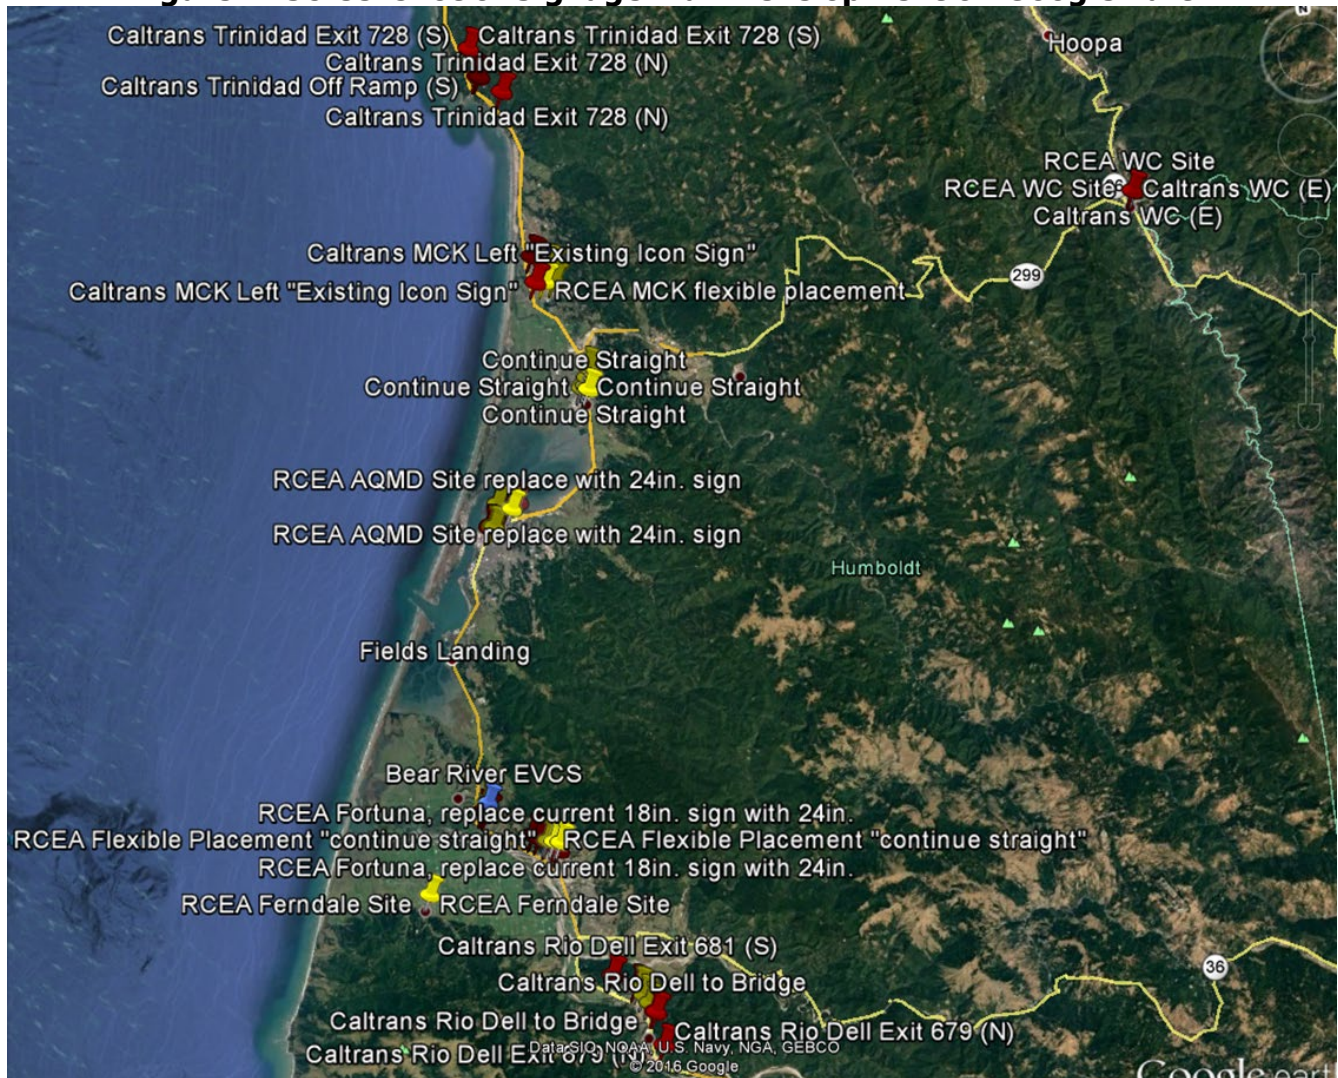 Caltrans Trinidad Exit 728 (S) Caltrans Trinidad Exit 728 (S)
Hoopa
Caltrans Trinidad Exit 728 (N)
Caltrans Trinidad Off Ramp (S)
Caltrans Trinidad Exit 728 (N)
RCEA WC Site
RCEA WC Site Caltrans WC (E)
Caltrans WC (E)
Caltrans MCK Left "Existing Icon Sign"
299
Caltrans MCK Left "Existing Icon Sign" RCEA MCK flexible placement
Continue Straight
Continue Straight Continue Straight
Continue Straight
RCEA AQMD Site replace with 24in. sign
RCEA AQMD Site replace with 24in. sign
Humboldt
Fields Landing
Bear River EVCS
RCEA Fortuna, replace current 18in. sign with 24in.
RCEA Flexible Placement "continue straight" RCEA Flexible Placement "continue straight"
RCEA Fortuna, replace current 18in. sign with 24in.
RCEA Ferndale Site RCEA Ferndale Site
Caltrans Rio Dell Exit 681 (S)
36
Caltrans Rio Dell to Bridge
Caltrans Rio Dell to Bridge Caltrans Rio Dell Exit 679 (N)
Caltrans Rio Dell Exit 679 (N)
Data SIO, NOAA, U.S. Navy, NGA, GEBCO
© 2016 Google